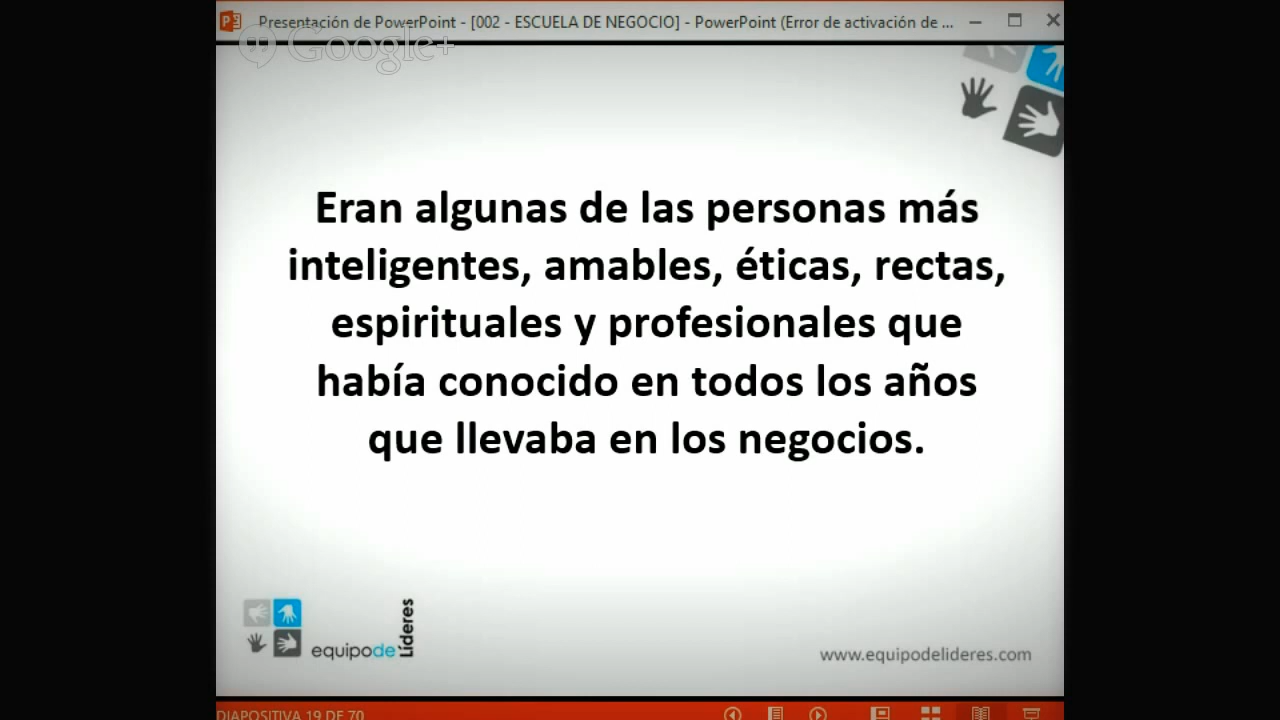 Presentación de PowerPoint - [002 - ESCUELA DE NEGOCIO] - PowerPoint (Error de activación de ...
Google+
Eran algunas de las personas más
inteligentes, amables, éticas, rectas,
espirituales y profesionales que
había conocido en todos los años
que llevaba en los negocios.
equipode Líderes
www.equipodelideres.com
DIAPOSITIVA 19 DE 70